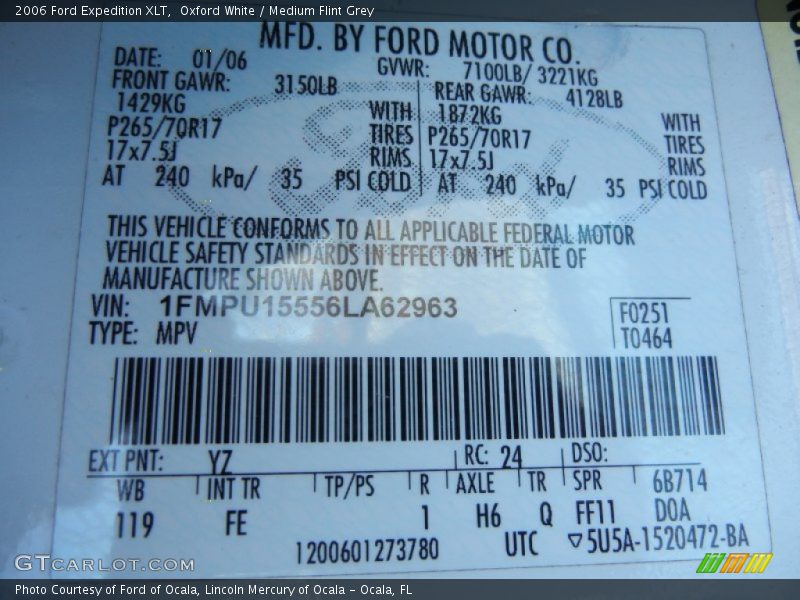 2006 Ford Expedition XLT,  Oxford White / Medium Flint Grey
MFD. BY FORD MOTOR CO.
DATE: 01/06 GVWR: 7100LB/ 3221KG
FRONT GAWR: 3150LB REAR GAWR: 4128LB
1429KG WITH 1872KG WITH
P265/70R17 TIRES P265/70R17 TIRES
17x7.5J RIMS 17x7.5J RIMS
AT 240 kPa/ 35 PSI COLD AT 240 kPa/ 35 PSI COLD
THIS VEHICLE CONFORMS TO ALL APPLICABLE FEDERAL MOTOR
VEHICLE SAFETY STANDARDS IN EFFECT ON THE DATE OF
MANUFACTURE SHOWN ABOVE.
VIN: 1FMPU15556LA62963 F0251
TYPE: MPV T0464
EXT PNT: YZ RC: 24 DSO:
WB INT TR TP/PS R AXLE TR SPR 6B714
119 FE 1 H6 Q FF11 DOA
1200601273780 UTC ▽5U5A-1520472-BA
GTCarlot.com
Photo Courtesy of Ford of Ocala, Lincoln Mercury of Ocala - Ocala, FL